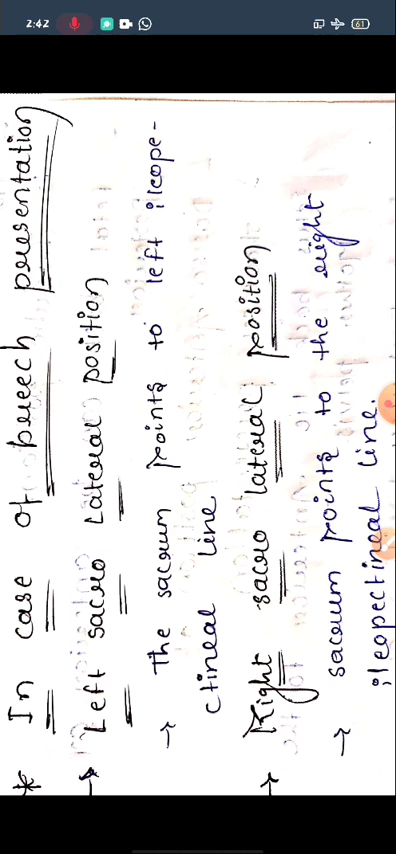 2:42
61
* In case of breech presentation
→ Left sacro lateral position
→ The sacrum points to left ileope-
ctineal line
→ Right sacro lateral position
→ sacrum points to the right
ileopectineal line.